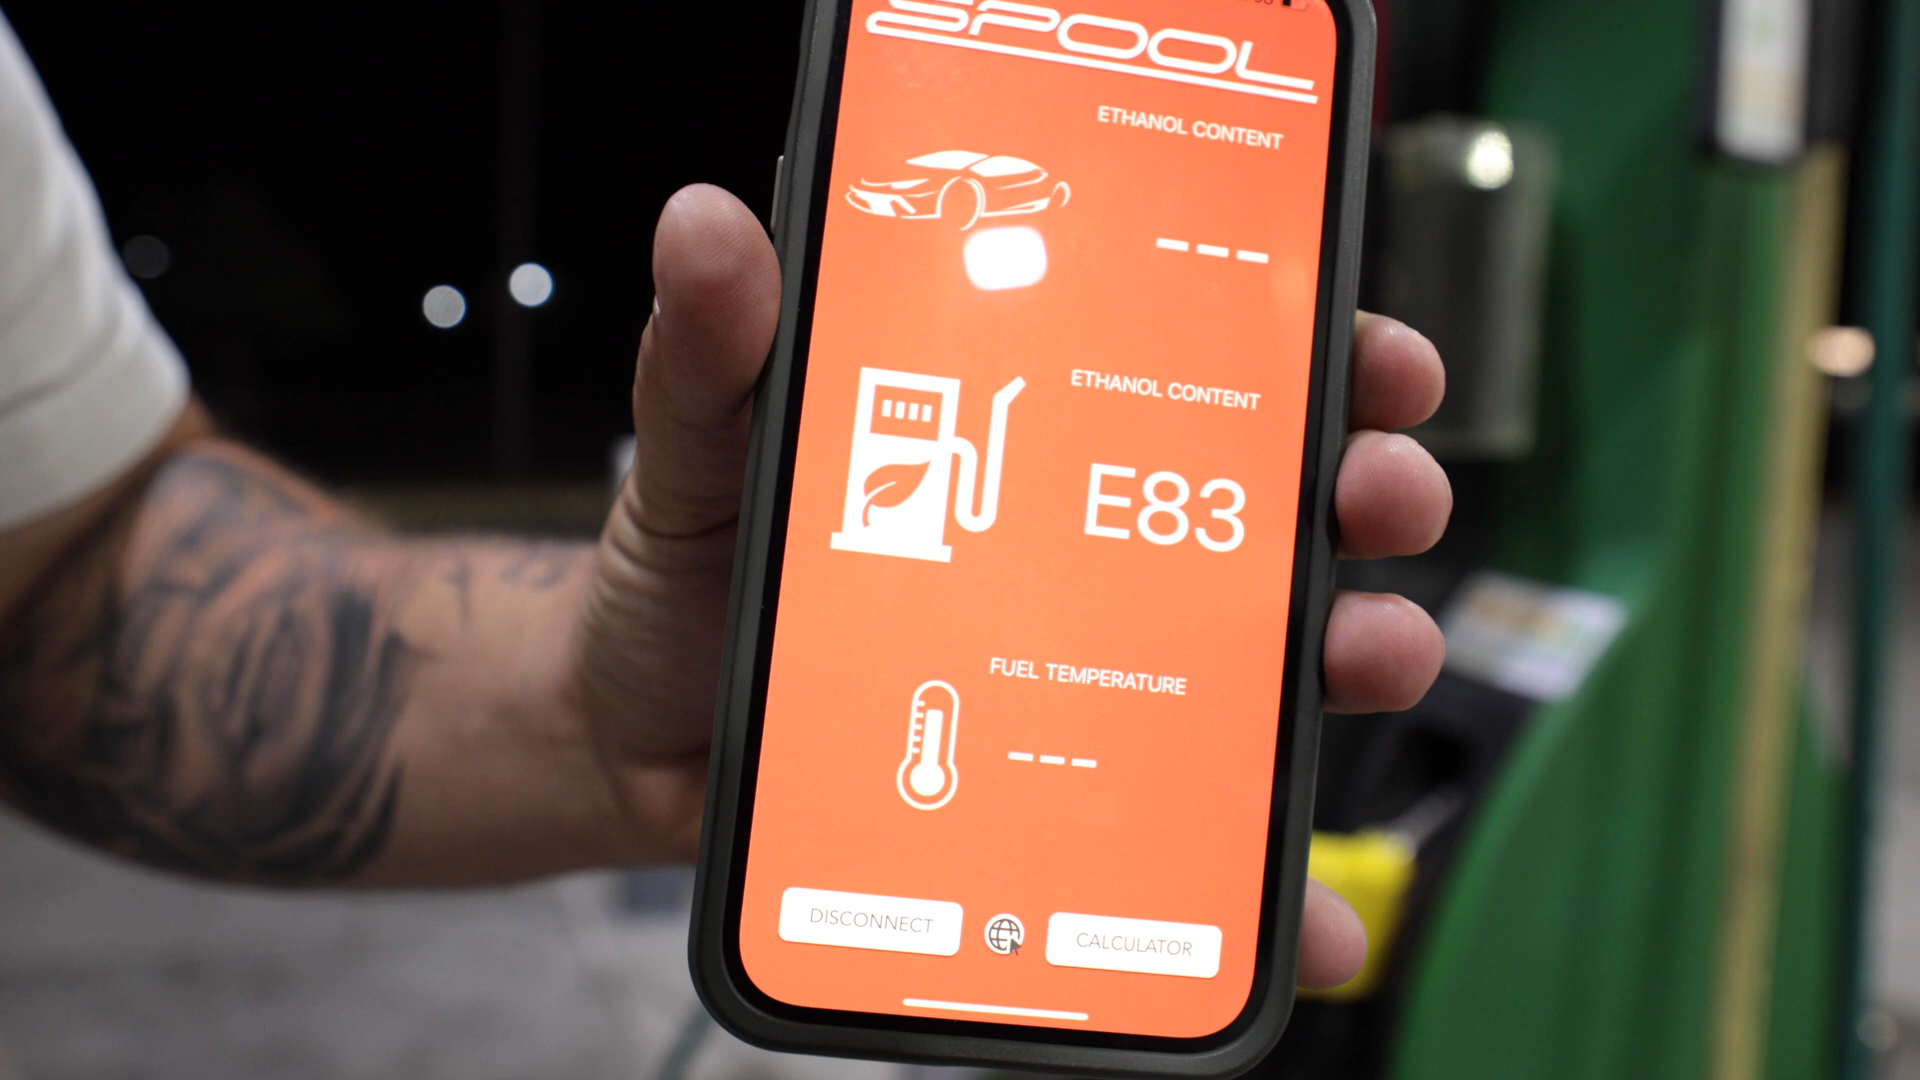 SPOOL
ETHANOL CONTENT
---
ETHANOL CONTENT
E83
FUEL TEMPERATURE
---
DISCONNECT
CALCULATOR